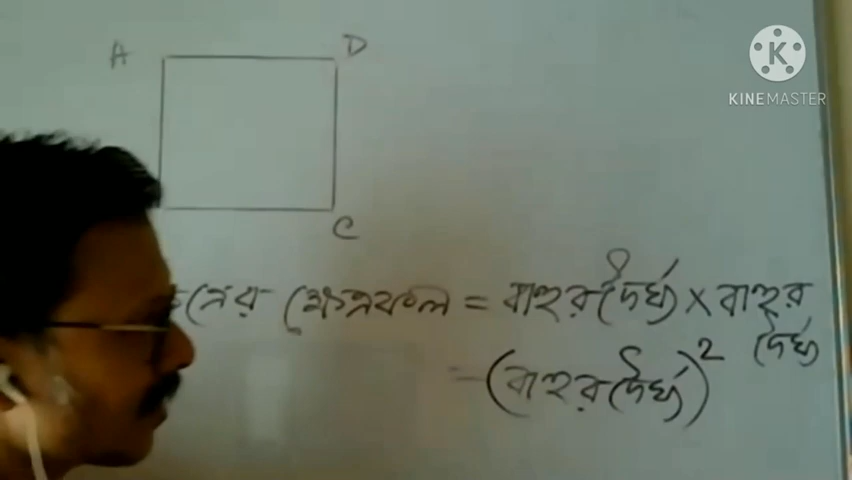 A D
C
নের ক্ষেত্রফল = বাহুর দৈর্ঘ্য × বাহুর দৈর্ঘ্য
= (বাহুর দৈর্ঘ্য)²
K
KINEMASTER